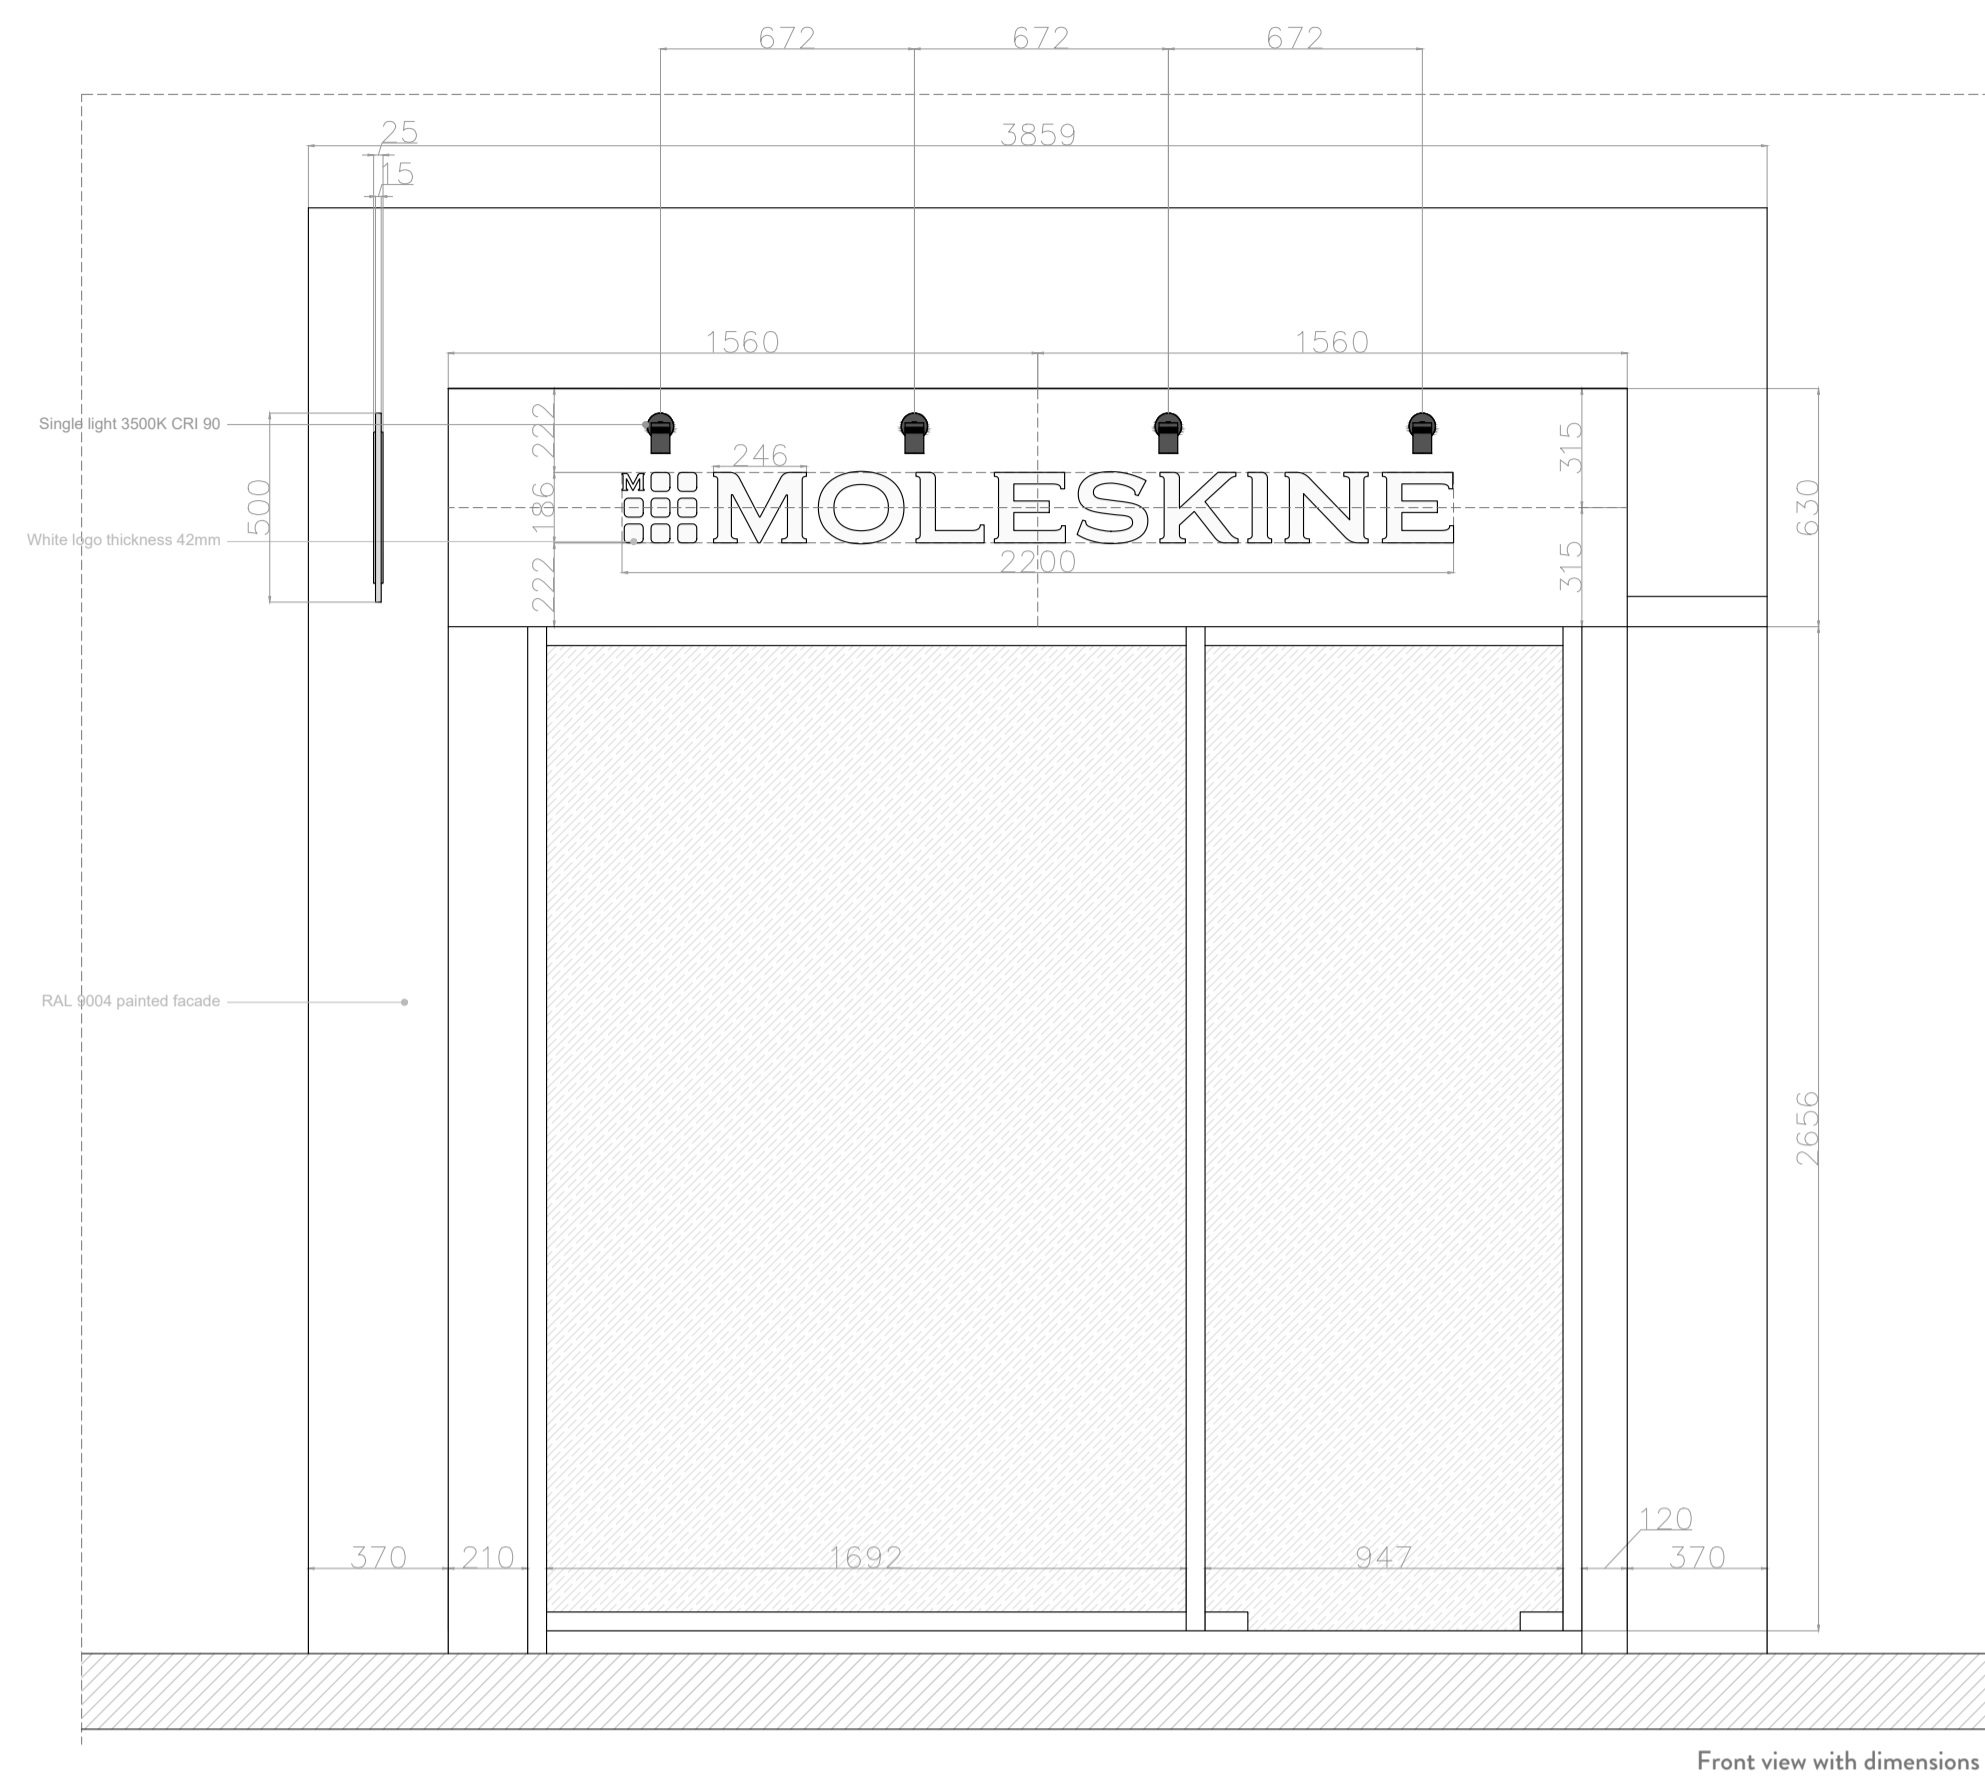 672 672 672
3859
25
15
1560 1560
Single light 3500K CRI 90
222
315
246
500
186
630
M MOLESKINE
White logo thickness 42mm
2200
222
315
RAL 9004 painted facade
2656
120
370 210 1692 947 370
Front view with dimensions